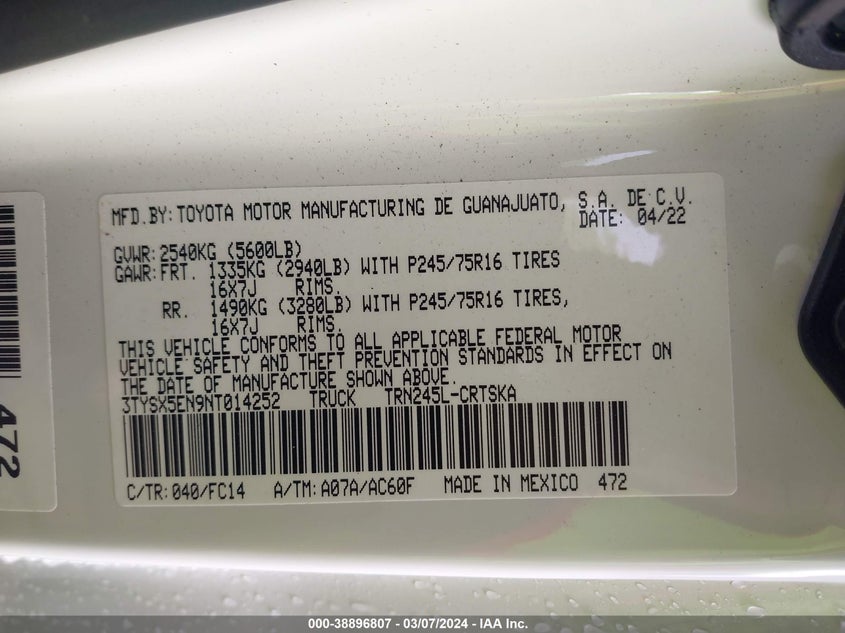 MFD.BY: TOYOTA MOTOR MANUFACTURING DE GUANAJUATO, S.A. DE C.V.
DATE: 04/22
GVWR: 2540KG (5600LB)
GAWR: FRT. 1335KG (2940LB) WITH P245/75R16 TIRES
16X7J RIMS.
RR. 1490KG (3280LB) WITH P245/75R16 TIRES,
16X7J RIMS.
THIS VEHICLE CONFORMS TO ALL APPLICABLE FEDERAL MOTOR
VEHICLE SAFETY AND THEFT PREVENTION STANDARDS IN EFFECT ON
THE DATE OF MANUFACTURE SHOWN ABOVE.
3TYSX5EN9NT014252 TRUCK TRN245L-CRTSKA
C/TR: 040/FC14 A/TM: A07A/AC60F MADE IN MEXICO 472
472
000-38896807 — 03/07/2024 — IAA Inc.